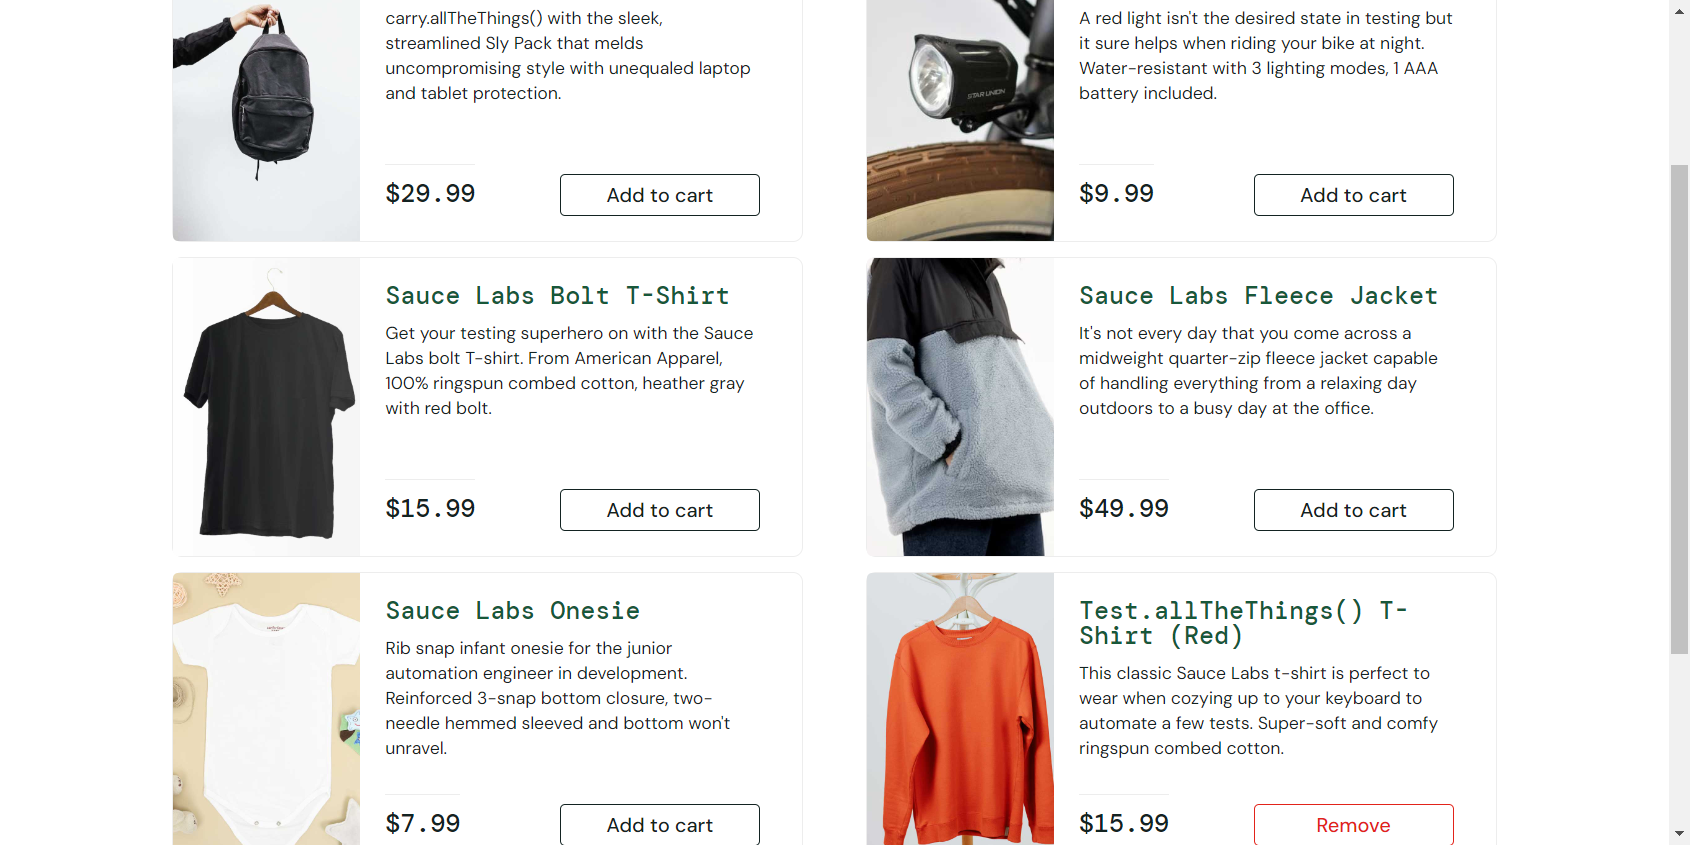 carry.allTheThings() with the sleek,
streamlined Sly Pack that melds
uncompromising style with unequaled laptop
and tablet protection.
$29.99
Add to cart
A red light isn't the desired state in testing but
it sure helps when riding your bike at night.
Water-resistant with 3 lighting modes, 1 AAA
battery included.
STAR UNION
$9.99
Add to cart
Sauce Labs Bolt T-Shirt
Get your testing superhero on with the Sauce
Labs bolt T-shirt. From American Apparel,
100% ringspun combed cotton, heather gray
with red bolt.
$15.99
Add to cart
Sauce Labs Fleece Jacket
It's not every day that you come across a
midweight quarter-zip fleece jacket capable
of handling everything from a relaxing day
outdoors to a busy day at the office.
$49.99
Add to cart
Sauce Labs Onesie
Rib snap infant onesie for the junior
automation engineer in development.
Reinforced 3-snap bottom closure, two-
needle hemmed sleeved and bottom won't
unravel.
$7.99
Add to cart
Test.allTheThings() T-
Shirt (Red)
This classic Sauce Labs t-shirt is perfect to
wear when cozying up to your keyboard to
automate a few tests. Super-soft and comfy
ringspun combed cotton.
$15.99
Remove